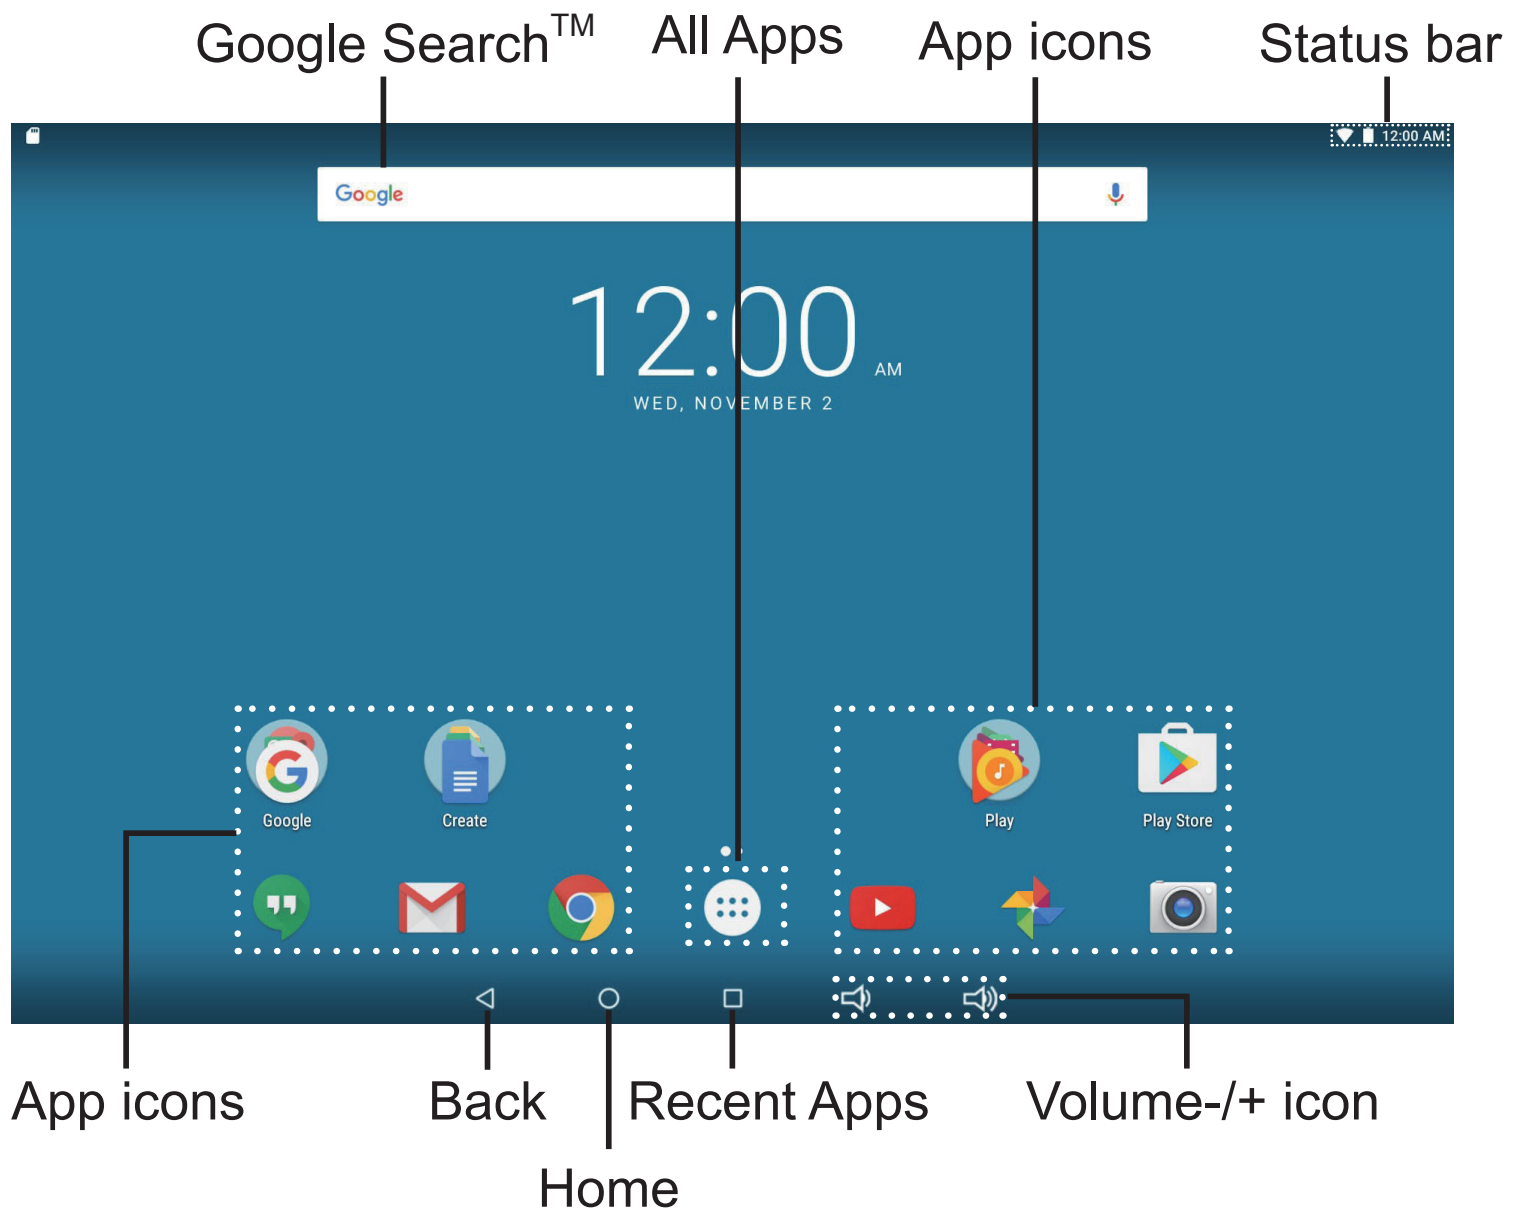 Google Search™ All Apps App icons Status bar
12:00 AM
Google
12:00 AM
WED, NOVEMBER 2
Google Create Play Play Store
App icons Back Recent Apps Volume-/+ icon
Home